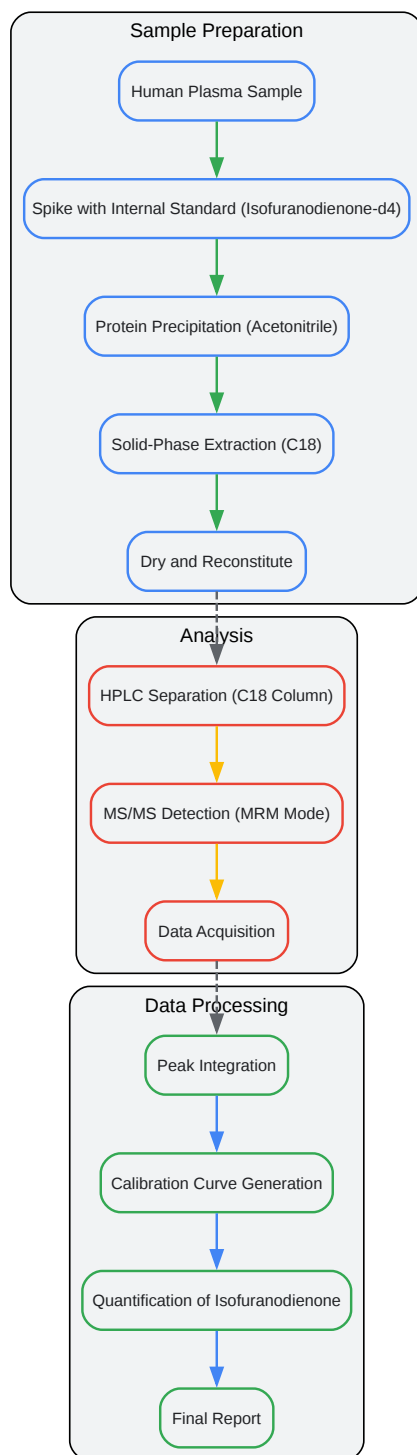 Sample Preparation
Human Plasma Sample
Spike with Internal Standard (Isofuranodienone-d4)
Protein Precipitation (Acetonitrile)
Solid-Phase Extraction (C18)
Dry and Reconstitute
Analysis
HPLC Separation (C18 Column)
MS/MS Detection (MRM Mode)
Data Acquisition
Data Processing
Peak Integration
Calibration Curve Generation
Quantification of Isofuranodienone
Final Report